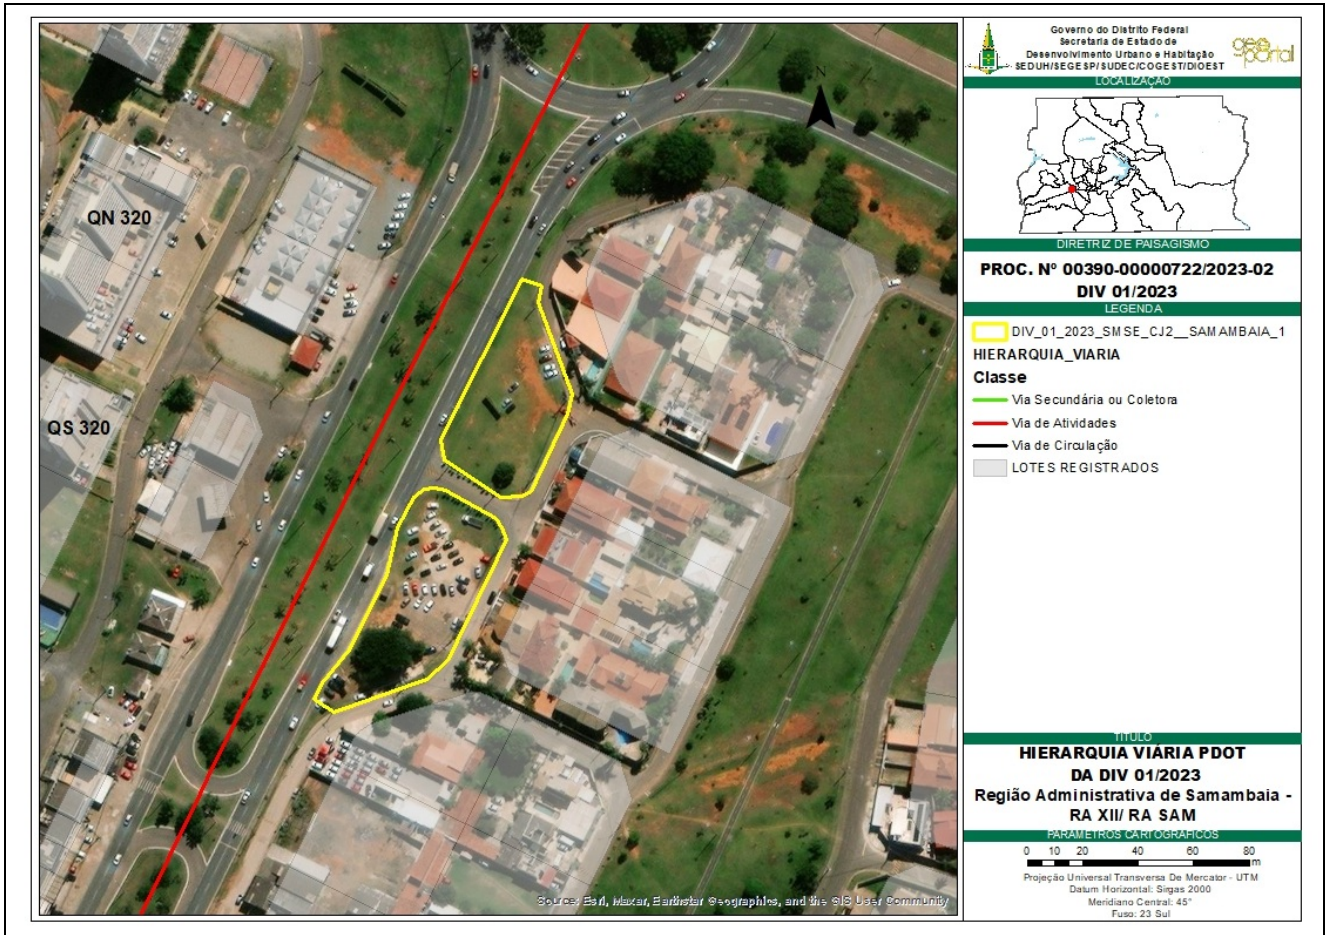 QN 320
QS 320
N
Source: Esri, Maxar, Earthstar Geographics, and the GIS User Community
Governo do Distrito Federal
Secretaria de Estado de
Desenvolvimento Urbano e Habitação
SEDUH/SEGESP/SUDEC/COGEST/DIOEST
geoportal
LOCALIZAÇÃO
DIRETRIZ DE PAISAGISMO
PROC. Nº 00390-00000722/2023-02
DIV 01/2023
LEGENDA
DIV_01_2023_SMSE_CJ2__SAMAMBAIA_1
HIERARQUIA_VIARIA
Classe
Via Secundária ou Coletora
Via de Atividades
Via de Circulação
LOTES REGISTRADOS
TÍTULO
HIERARQUIA VIÁRIA PDOT
DA DIV 01/2023
Região Administrativa de Samambaia -
RA XII/ RA SAM
PARÂMETROS CARTOGRÁFICOS
0 10 20 40 60 80
m
Projeção Universal Transversa De Mercator - UTM
Datum Horizontal: Sirgas 2000
Meridiano Central: 45°
Fuso: 23 Sul